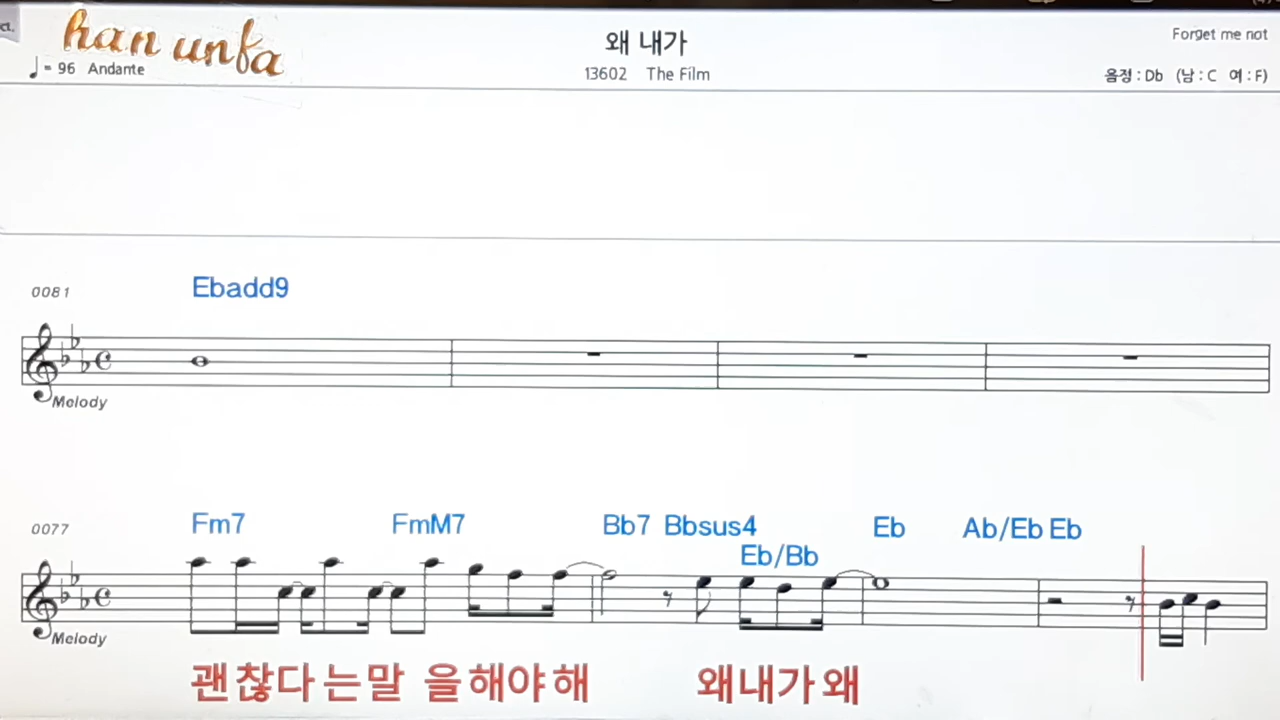 han unfa
왜 내가
Forget me not
♩= 96 Andante
13602 The Film
음정 : Db (남 : C 여 : F)
0081
Ebadd9
Melody
0077
Fm7 FmM7 Bb7 Bbsus4 Eb Ab/Eb Eb
Eb/Bb
Melody
괜찮다는말 을해야해 왜내가왜